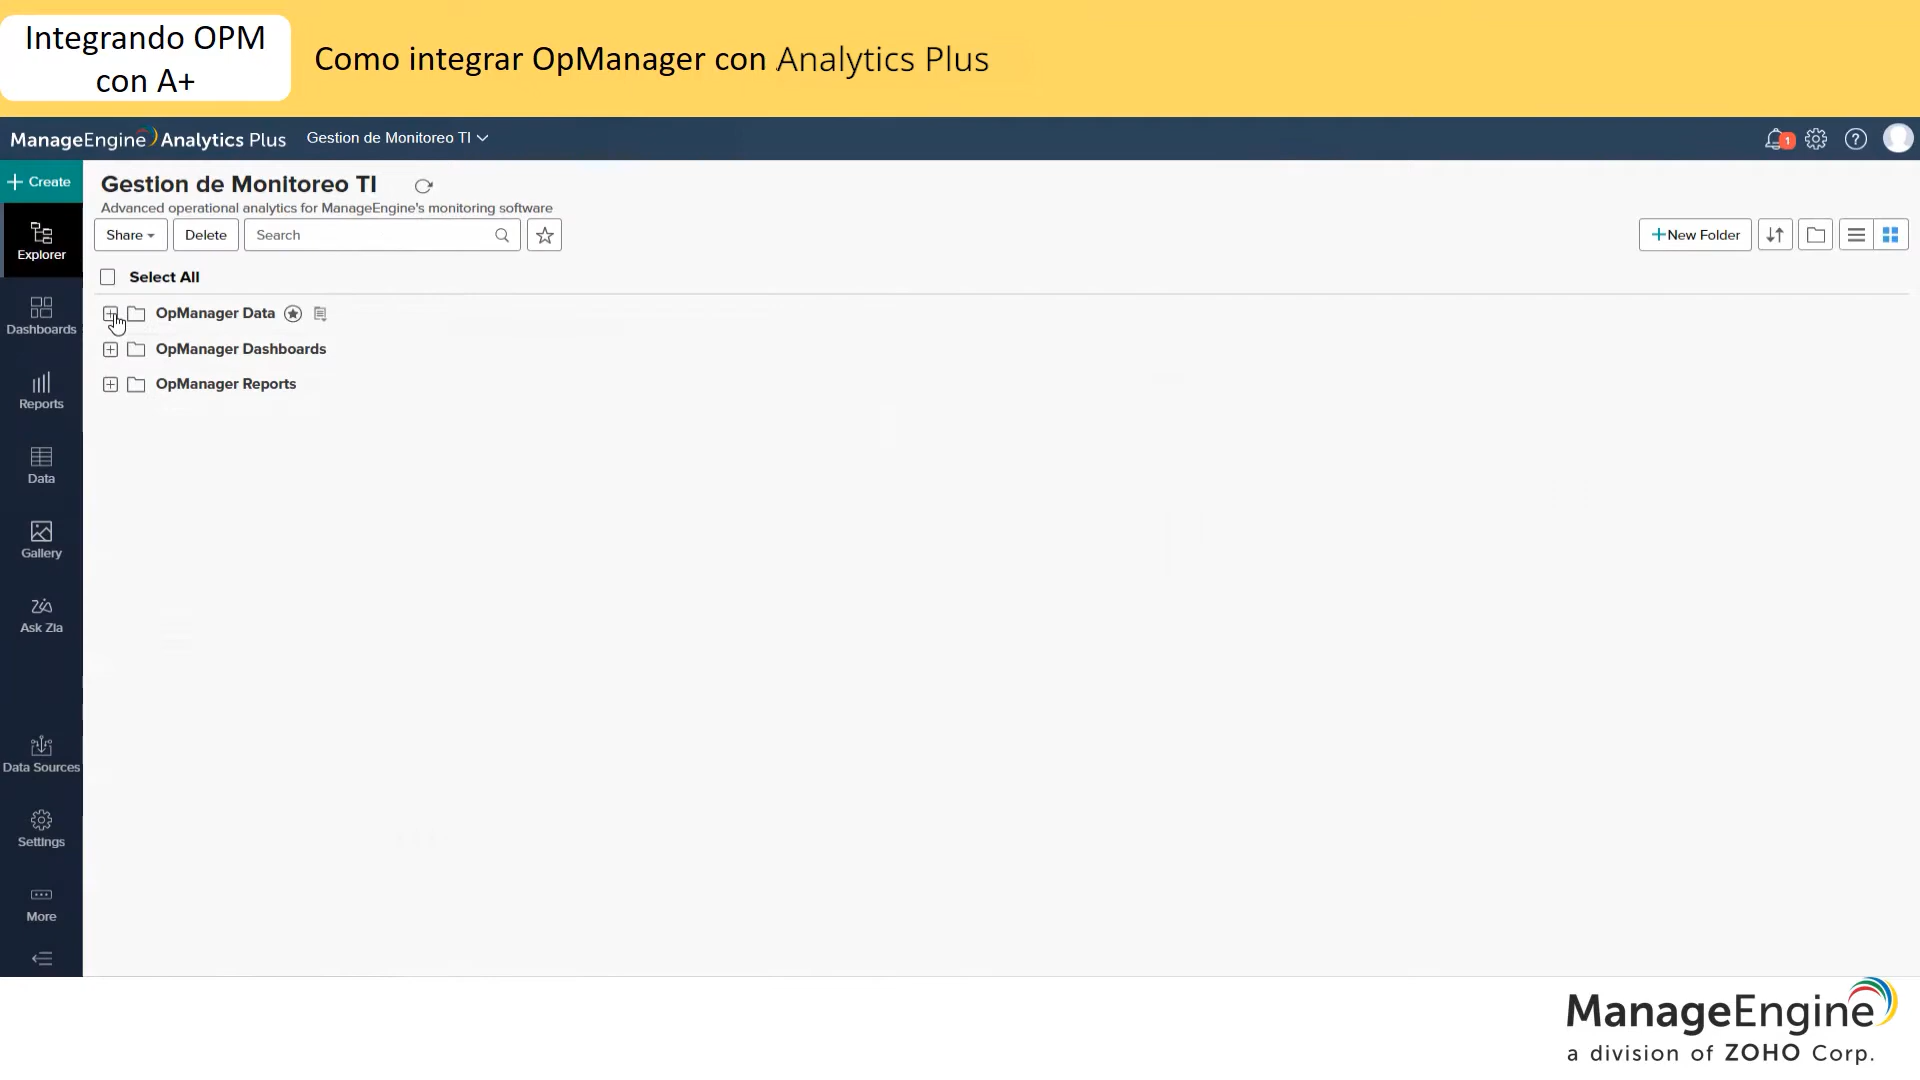 Integrando OPM
con A+
Como integrar OpManager con Analytics Plus
ManageEngine Analytics Plus
Gestion de Monitoreo TI
1
?
Create
Gestion de Monitoreo TI
Advanced operational analytics for ManageEngine's monitoring software
Share
Delete
Search
New Folder
Explorer
Select All
Dashboards
OpManager Data
OpManager Dashboards
OpManager Reports
Reports
Data
Gallery
Ask Zia
Data Sources
Settings
More
ManageEngine
a division of ZOHO Corp.